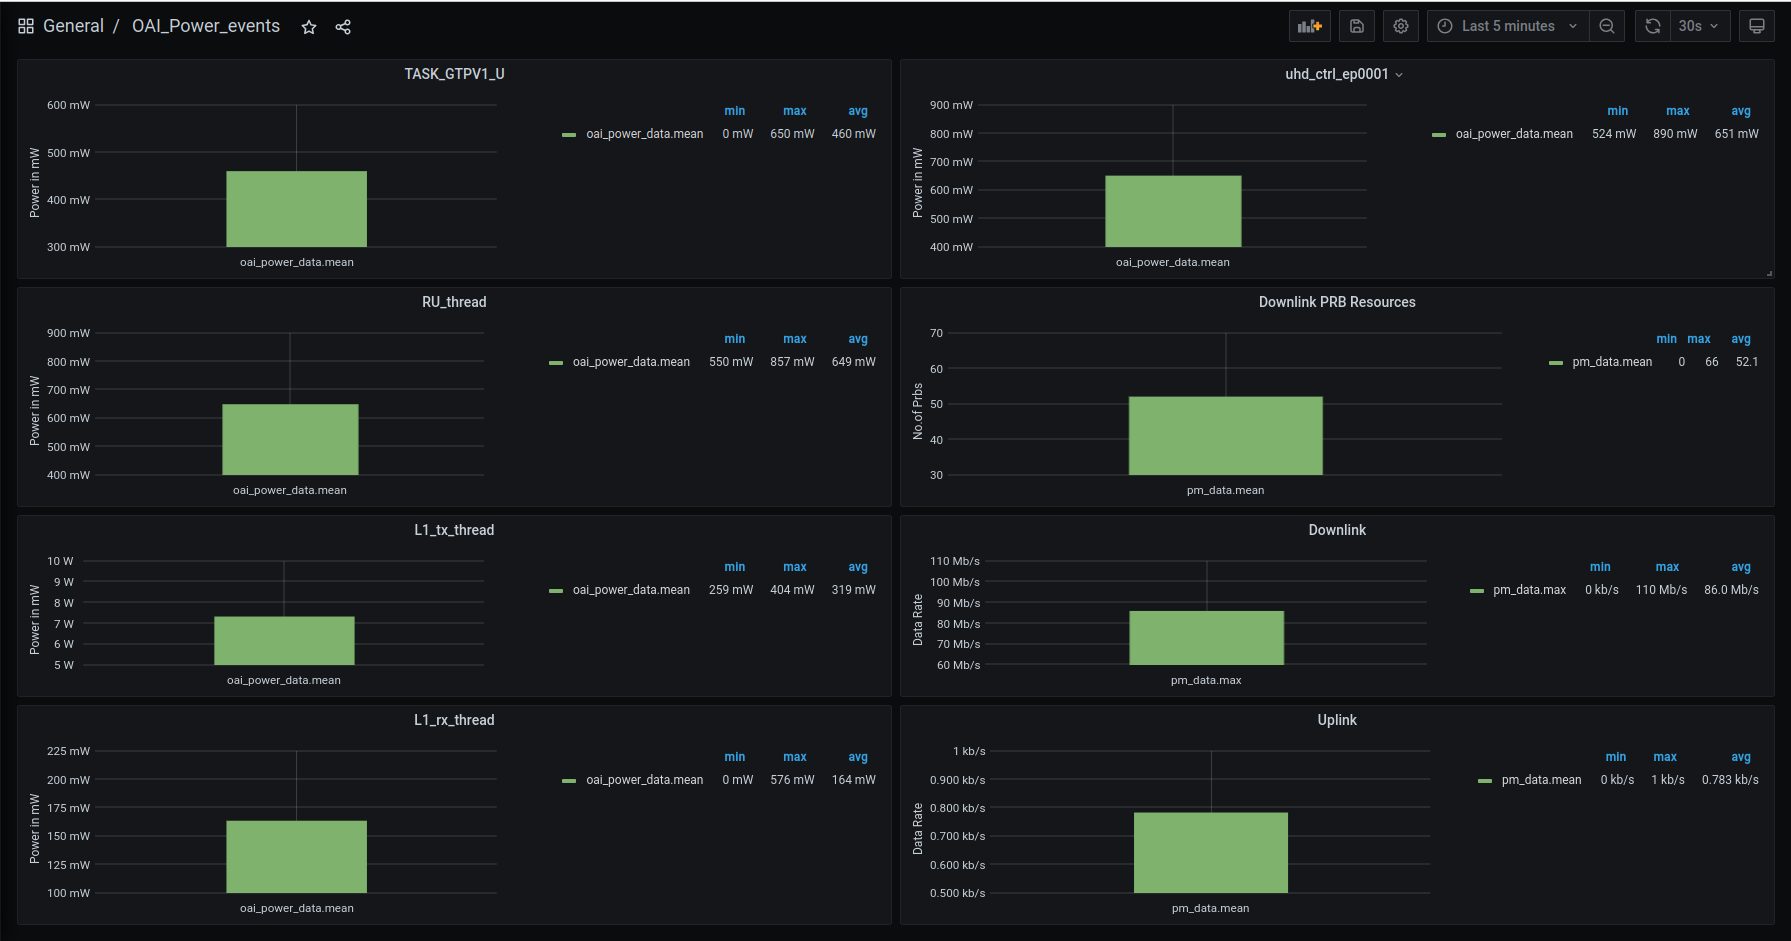 General / OAI_Power_events
Last 5 minutes
30s
TASK_GTPV1_U
600 mW
500 mW
400 mW
300 mW
Power in mW
oai_power_data.mean
min max avg
oai_power_data.mean 0 mW 650 mW 460 mW
uhd_ctrl_ep0001
900 mW
800 mW
700 mW
600 mW
500 mW
400 mW
Power in mW
oai_power_data.mean
min max avg
oai_power_data.mean 524 mW 890 mW 651 mW
RU_thread
900 mW
800 mW
700 mW
600 mW
500 mW
400 mW
Power in mW
oai_power_data.mean
min max avg
oai_power_data.mean 550 mW 857 mW 649 mW
Downlink PRB Resources
70
60
50
40
30
No.of Prbs
pm_data.mean
min max avg
pm_data.mean 0 66 52.1
L1_tx_thread
10 W
9 W
8 W
7 W
6 W
5 W
Power in mW
oai_power_data.mean
min max avg
oai_power_data.mean 259 mW 404 mW 319 mW
Downlink
110 Mb/s
100 Mb/s
90 Mb/s
80 Mb/s
70 Mb/s
60 Mb/s
Data Rate
pm_data.max
min max avg
pm_data.max 0 kb/s 110 Mb/s 86.0 Mb/s
L1_rx_thread
225 mW
200 mW
175 mW
150 mW
125 mW
100 mW
Power in mW
oai_power_data.mean
min max avg
oai_power_data.mean 0 mW 576 mW 164 mW
Uplink
1 kb/s
0.900 kb/s
0.800 kb/s
0.700 kb/s
0.600 kb/s
0.500 kb/s
Data Rate
pm_data.mean
min max avg
pm_data.mean 0 kb/s 1 kb/s 0.783 kb/s